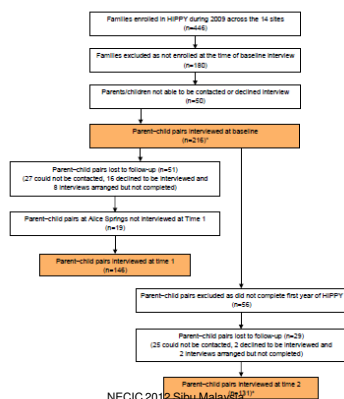 Families enrolled in HIPPY during 2009 across the 14 sites
(n=446)
Families excluded as not enrolled at the time of baseline interview
(n=180)
Parents/children not able to be contacted or declined interview
(n=50)
Parent–child pairs interviewed at baseline
(n=216)*
Parent–child pairs lost to follow-up (n=51)
(27 could not be contacted, 16 declined to be interviewed and
8 interviews arranged but not completed)
Parent–child pairs at Alice Springs not interviewed at Time 1
(n=19)
Parent–child pairs interviewed at time 1
(n=146)
Parent–child pairs excluded as did not complete first year of HIPPY
(n=56)
Parent–child pairs lost to follow-up (n=29)
(25 could not be contacted, 2 declined to be interviewed and
2 interviews arranged but not completed)
Parent–child pairs interviewed at time 2
(n=131)*
NECIC 2012 Sibu Malaysia